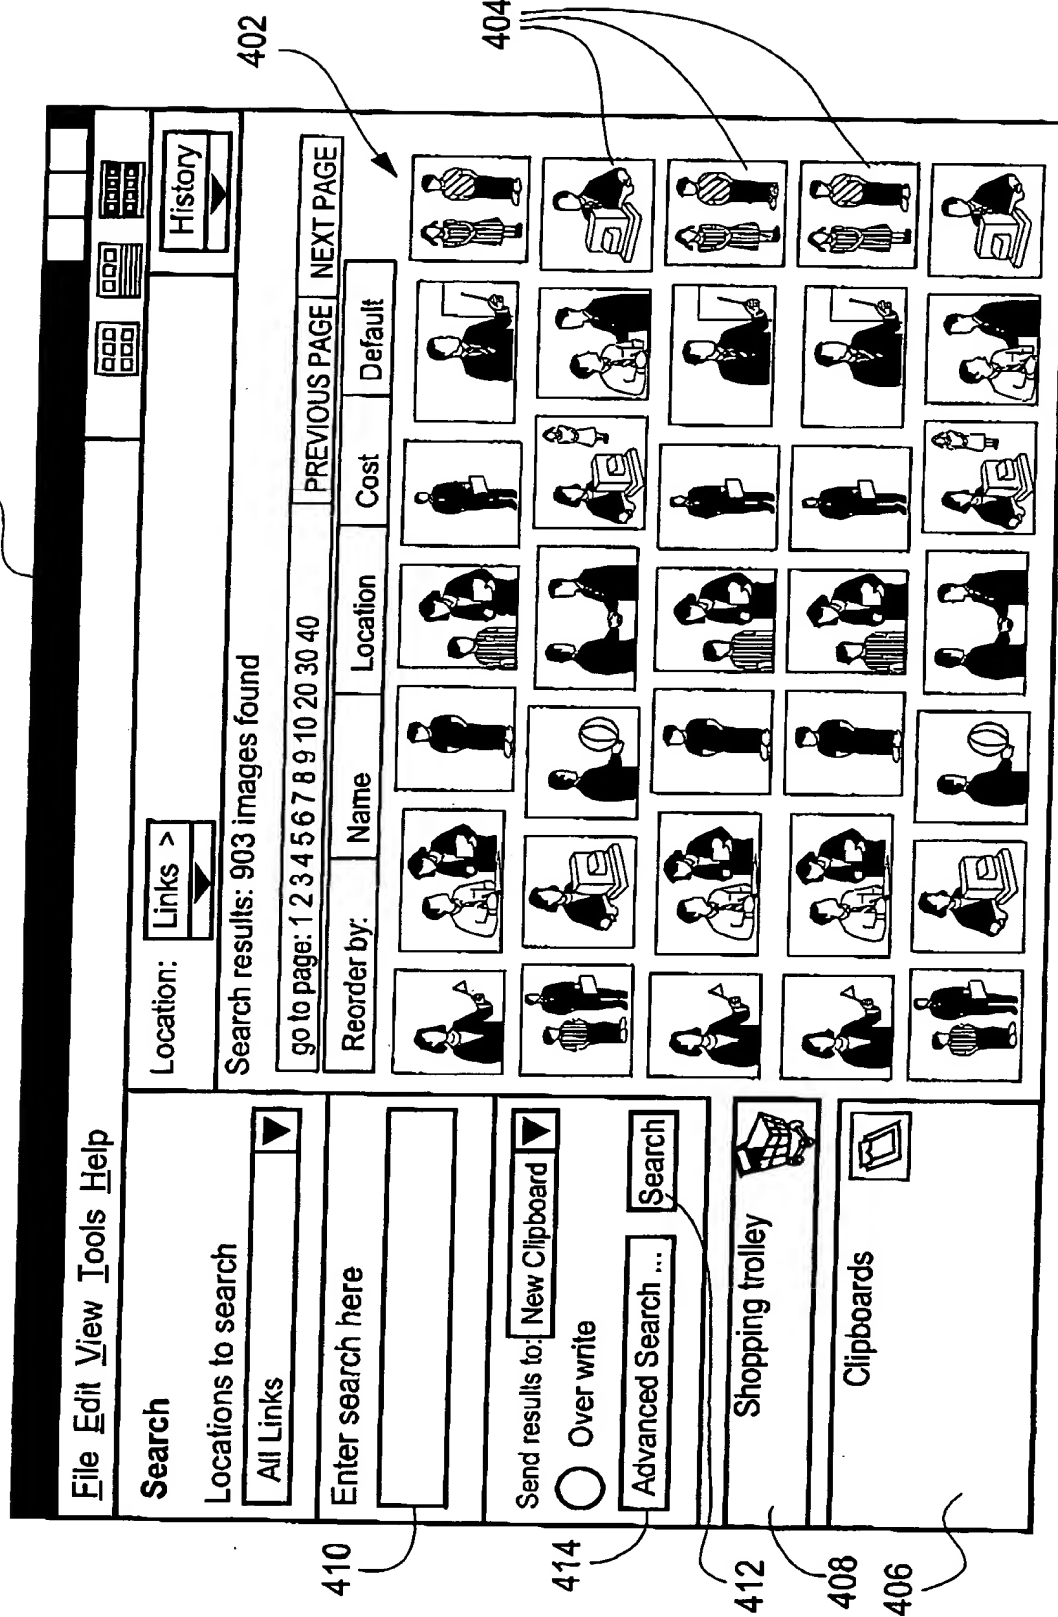 File Edit View Tools Help
Search
Locations to search
All Links
Enter search here
Send results to: New Clipboard
Over write
Advanced Search ...
Search
Shopping trolley
Clipboards
Location: Links >
History
Search results: 903 images found
go to page: 1 2 3 4 5 6 7 8 9 10 20 30 40
PREVIOUS PAGE
NEXT PAGE
Reorder by:
Name
Location
Cost
Default
402
404
410
414
412
408
406